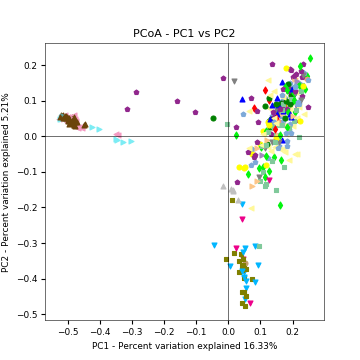 PCoA - PC1 vs PC2
PC2 - Percent variation explained 5.21%
0.2
0.1
0.0
−0.1
−0.2
−0.3
−0.4
−0.5
−0.5 −0.4 −0.3 −0.2 −0.1 0.0 0.1 0.2
PC1 - Percent variation explained 16.33%